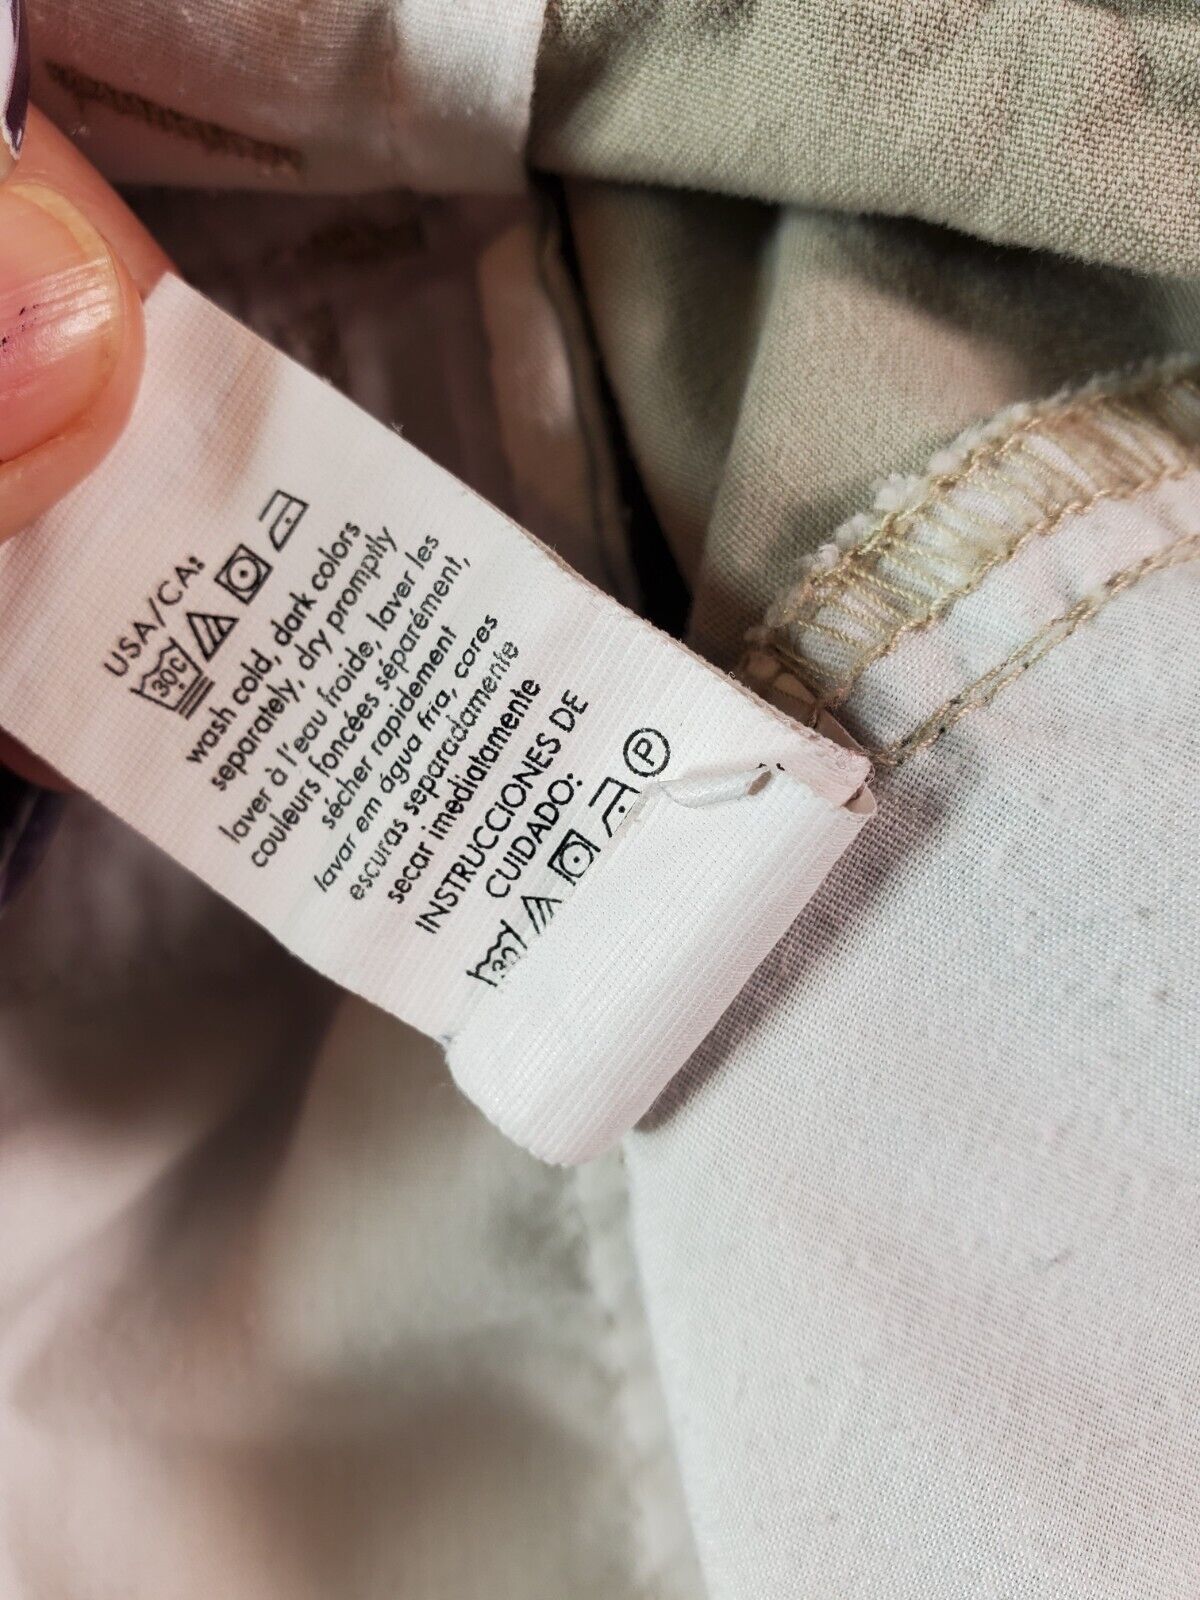 USA/CA:
30C
wash cold, dark colors
separately, dry promptly
laver à l'eau froide, laver les
couleurs foncées séparément,
sécher rapidement
lavar em água fria, cores
escuras separadamente
secar imediatamente
INSTRUCCIONES DE
CUIDADO:
30 P